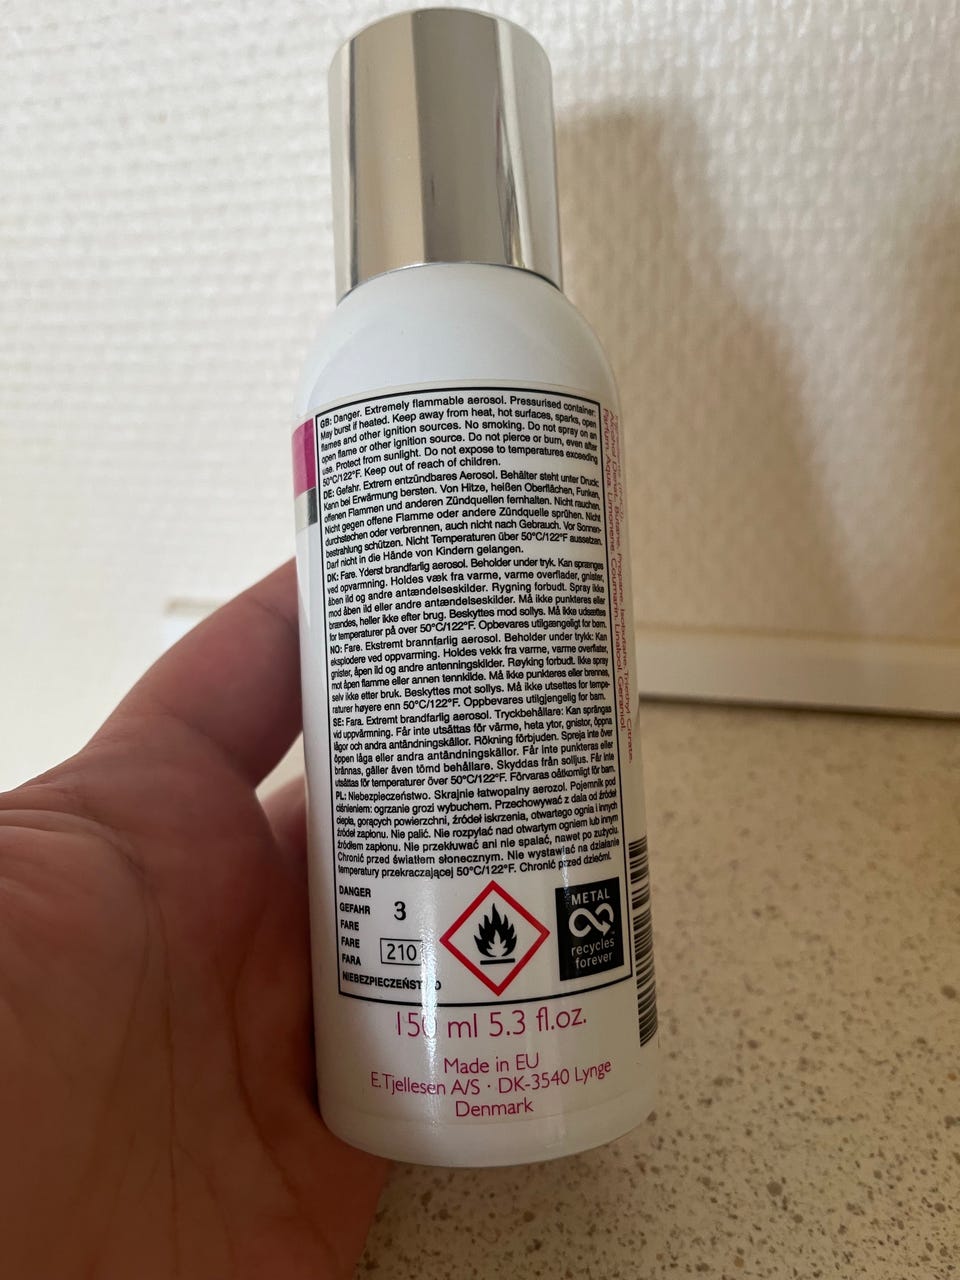 GB: Danger. Extremely flammable aerosol. Pressurised container:
May burst if heated. Keep away from heat, hot surfaces, sparks, open
flames and other ignition sources. No smoking. Do not spray on an
open flame or other ignition source. Do not pierce or burn, even after
use. Protect from sunlight. Do not expose to temperatures exceeding
50°C/122°F. Keep out of reach of children.
DE: Gefahr. Extrem entzündbares Aerosol. Behälter steht unter Druck:
Kann bei Erwärmung bersten. Von Hitze, heißen Oberflächen, Funken,
offenen Flammen und anderen Zündquellen fernhalten. Nicht rauchen.
Nicht gegen offene Flamme oder andere Zündquelle sprühen. Nicht
durchstechen oder verbrennen, auch nicht nach Gebrauch. Vor Sonnen-
bestrahlung schützen. Nicht Temperaturen über 50°C/122°F aussetzen.
Darf nicht in die Hände von Kindern gelangen.
DK: Fare. Yderst brandfarlig aerosol. Beholder under tryk. Kan sprænges
ved opvarmning. Holdes væk fra varme, varme overflader, gnister,
åben ild og andre antændelseskilder. Rygning forbudt. Spray ikke
mod åben ild eller andre antændelseskilder. Må ikke punkteres eller
brændes, heller ikke efter brug. Beskyttes mod sollys. Må ikke udsættes
for temperaturer på over 50°C/122°F. Opbevares utilgængeligt for børn.
NO: Fare. Ekstremt brannfarlig aerosol. Beholder under trykk: Kan
eksplodere ved oppvarming. Holdes vekk fra varme, varme overflater,
gnister, åpen ild og andre antenningskilder. Røyking forbudt. Ikke spray
mot åpen flamme eller annen tennkilde. Må ikke punkteres eller brennes,
selv ikke etter bruk. Beskyttes mot sollys. Må ikke utsettes for tempe-
raturer høyere enn 50°C/122°F. Oppbevares utilgjengelig for barn.
SE: Fara. Extremt brandfarlig aerosol. Tryckbehållare: Kan sprängas
vid uppvärmning. Får inte utsättas för värme, heta ytor, gnistor, öppna
lågor och andra antändningskällor. Rökning förbjuden. Spreja inte över
öppen låga eller andra antändningskällor. Får inte punkteras eller
brännas, gäller även tömd behållare. Skyddas från solljus. Får inte
utsättas för temperaturer över 50°C/122°F. Förvaras oåtkomligt för barn.
PL: Niebezpieczeństwo. Skrajnie łatwopalny aerozol. Pojemnik pod
ciśnieniem: ogrzanie grozi wybuchem. Przechowywać z dala od źródeł
ciepła, gorących powierzchni, źródeł iskrzenia, otwartego ognia i innych
źródeł zapłonu. Nie palić. Nie rozpylać nad otwartym ogniem lub innym
źródłem zapłonu. Nie przekłuwać ani nie spalać, nawet po zużyciu.
Chronić przed światłem słonecznym. Nie wystawiać na działanie
temperatury przekraczającej 50°C/122°F. Chronić przed dziećmi.
DANGER
GEFAHR
FARE
FARE
FARA
NIEBEZPIECZEŃSTWO
3
210
METAL
recycles
forever
150 ml 5.3 fl.oz.
Made in EU
E.Tjellesen A/S · DK-3540 Lynge
Denmark
Alcohol Denat., Butane, Propane, Isobutane, Triethyl Citrate,
Parfum, Aqua, Limonene, Coumarin, Linalool, Geraniol.